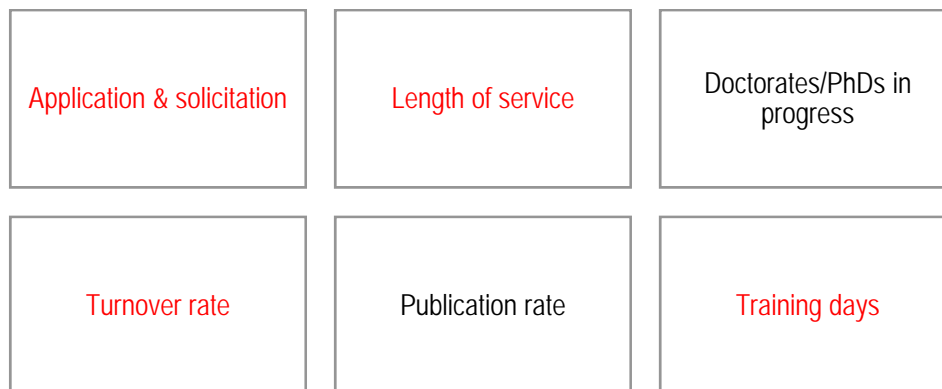 Application & solicitation
Length of service
Doctorates/PhDs in
progress
Turnover rate
Publication rate
Training days